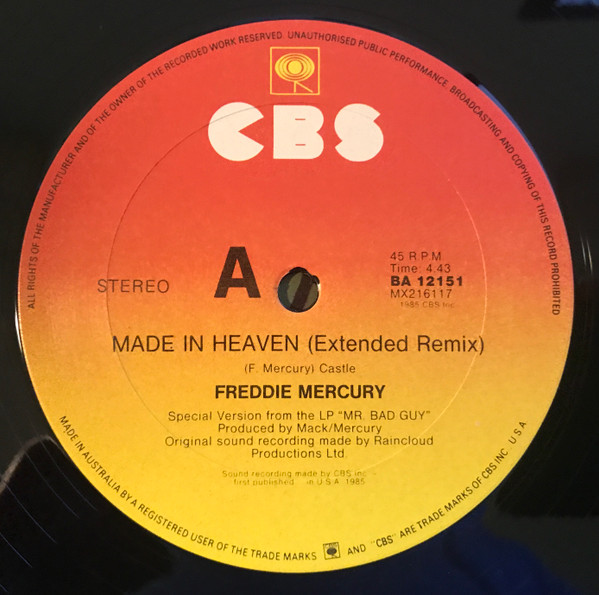 ALL RIGHTS OF THE MANUFACTURER AND OF THE OWNER OF THE RECORDED WORK RESERVED. UNAUTHORISED PUBLIC PERFORMANCE, BROADCASTING AND COPYING OF THIS RECORD PROHIBITED
CBS
STEREO
A
45 RPM
Time: 4.43
BA 12151
MX216117
1985 CBS Inc.
MADE IN HEAVEN (Extended Remix)
(F. Mercury) Castle
FREDDIE MERCURY
Special Version from the LP "MR. BAD GUY"
Produced by Mack/Mercury
Original sound recording made by Raincloud
Productions Ltd.
Sound recording made by CBS Inc.
first published in U.S.A. 1985
MADE IN AUSTRALIA BY A REGISTERED USER OF THE TRADE MARKS AND "CBS" ARE TRADE MARKS OF CBS INC U S A